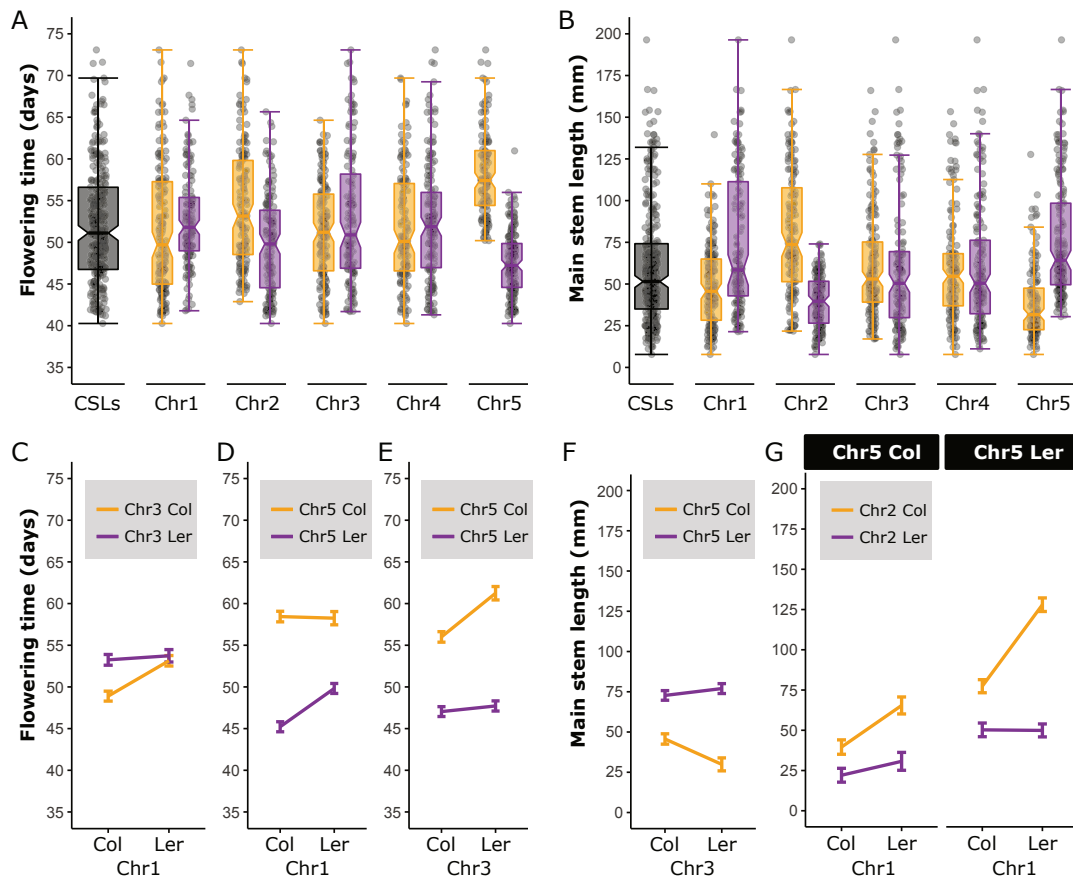 A
Flowering time (days)
75
70
65
60
55
50
45
40
35
CSLs Chr1 Chr2 Chr3 Chr4 Chr5
B
Main stem length (mm)
200
175
150
125
100
75
50
25
0
CSLs Chr1 Chr2 Chr3 Chr4 Chr5
C
Flowering time (days)
75
70
65
60
55
50
45
40
35
Chr3 Col
Chr3 Ler
Col Ler
Chr1
D
75
70
65
60
55
50
45
40
35
Chr5 Col
Chr5 Ler
Col Ler
Chr1
E
75
70
65
60
55
50
45
40
35
Chr5 Col
Chr5 Ler
Col Ler
Chr3
F
Main stem length (mm)
200
175
150
125
100
75
50
25
0
Chr5 Col
Chr5 Ler
Col Ler
Chr3
G
Chr5 Col Chr5 Ler
200
175
150
125
100
75
50
25
0
Chr2 Col
Chr2 Ler
Col Ler Col Ler
Chr1 Chr1